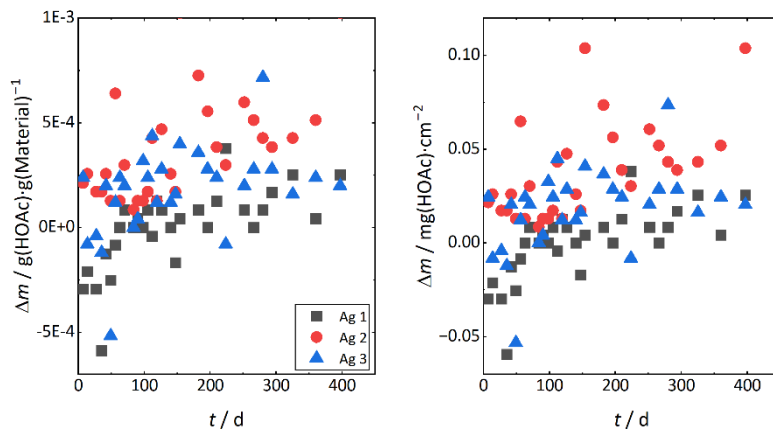 1E-3
5E-4
0E+0
-5E-4
Δm / g(HOAc)·g(Material)⁻¹
0
100
200
300
400
t / d
Ag 1
Ag 2
Ag 3
0.10
0.05
0.00
-0.05
Δm / mg(HOAc)·cm⁻²
0
100
200
300
400
t / d